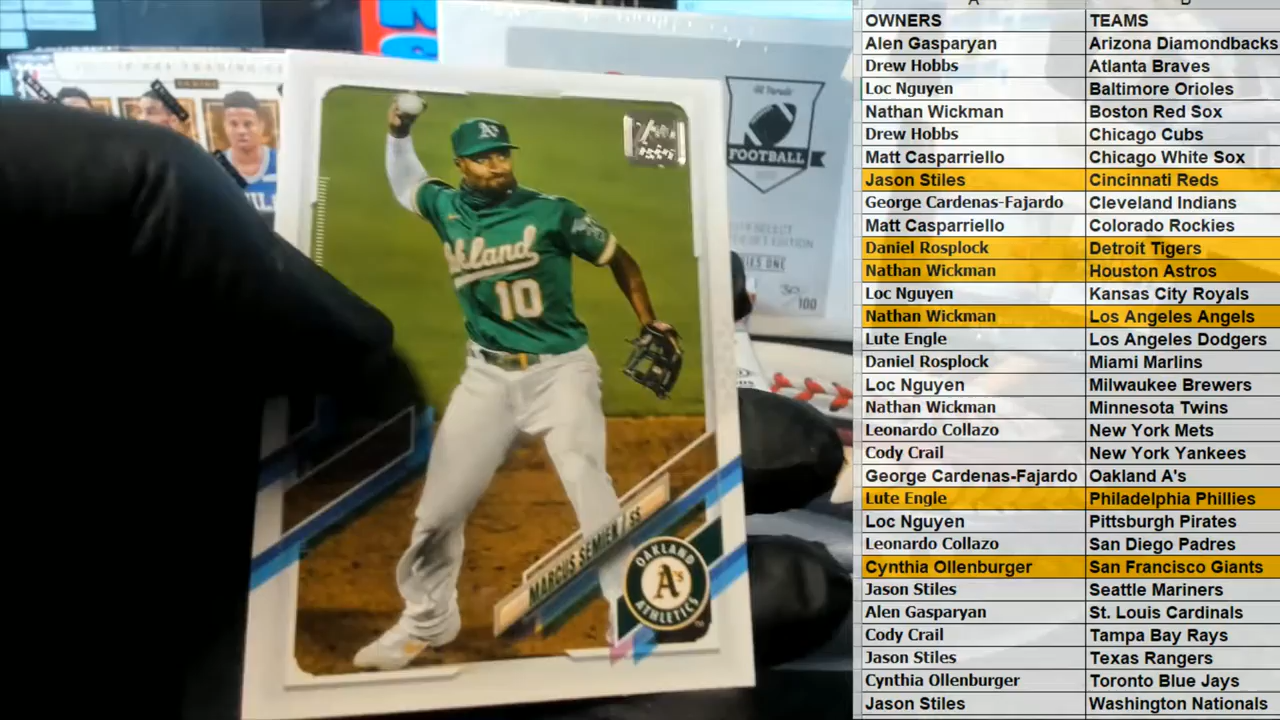 OWNERS TEAMS
Alen Gasparyan Arizona Diamondbacks
Drew Hobbs Atlanta Braves
Loc Nguyen Baltimore Orioles
Nathan Wickman Boston Red Sox
Drew Hobbs Chicago Cubs
Matt Casparriello Chicago White Sox
Jason Stiles Cincinnati Reds
George Cardenas-Fajardo Cleveland Indians
Matt Casparriello Colorado Rockies
Daniel Rosplock Detroit Tigers
Nathan Wickman Houston Astros
Loc Nguyen Kansas City Royals
Nathan Wickman Los Angeles Angels
Lute Engle Los Angeles Dodgers
Daniel Rosplock Miami Marlins
Loc Nguyen Milwaukee Brewers
Nathan Wickman Minnesota Twins
Leonardo Collazo New York Mets
Cody Crail New York Yankees
George Cardenas-Fajardo Oakland A's
Lute Engle Philadelphia Phillies
Loc Nguyen Pittsburgh Pirates
Leonardo Collazo San Diego Padres
Cynthia Ollenburger San Francisco Giants
Jason Stiles Seattle Mariners
Alen Gasparyan St. Louis Cardinals
Cody Crail Tampa Bay Rays
Jason Stiles Texas Rangers
Cynthia Ollenburger Toronto Blue Jays
Jason Stiles Washington Nationals
A's
Oakland
10
MARCUS SEMIEN / SS
OAKLAND
A's
ATHLETICS
FOOTBALL
EDITION
100
PANINI